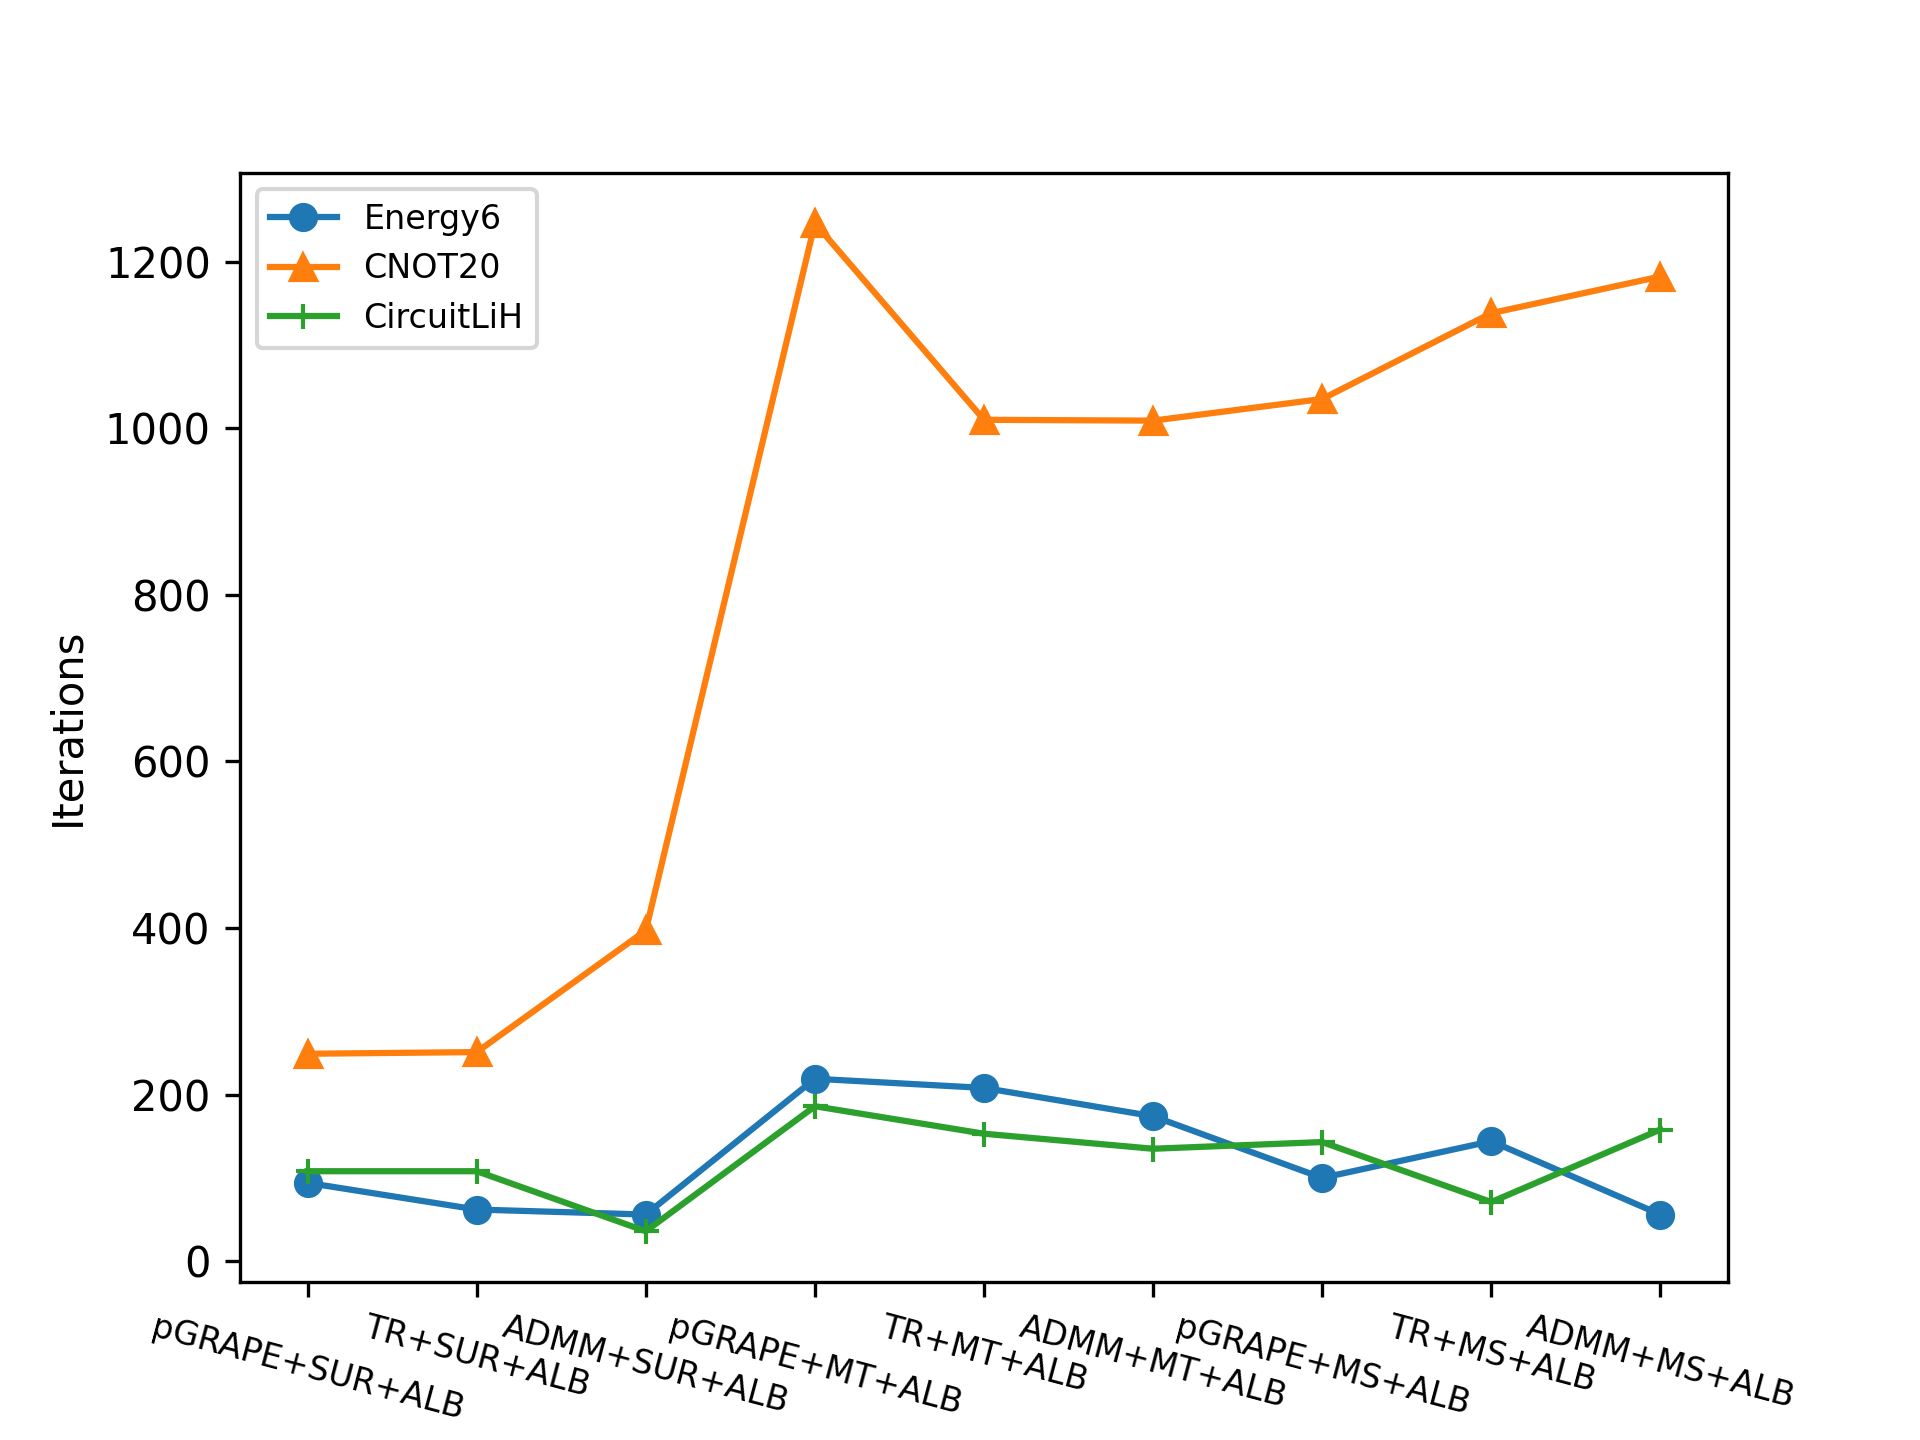 Energy6
CNOT20
CircuitLiH
1200
1000
800
600
400
200
0
Iterations
pGRAPE+SUR+ALB
TR+SUR+ALB
ADMM+SUR+ALB
pGRAPE+MT+ALB
TR+MT+ALB
ADMM+MT+ALB
pGRAPE+MS+ALB
TR+MS+ALB
ADMM+MS+ALB